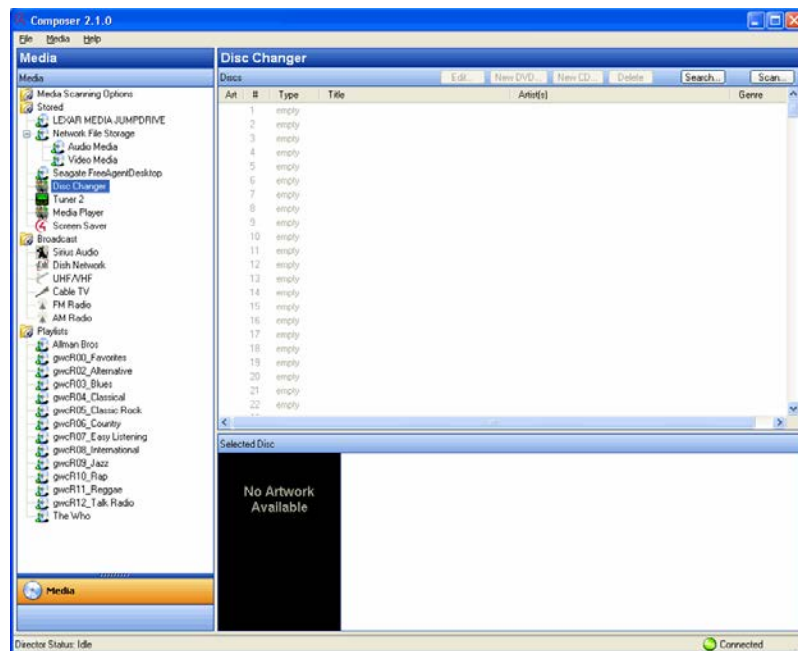 Composer 2.1.0
File Media Help
Media
Media
Media Scanning Options
Stored
LEXAR MEDIA JUMPDRIVE
Network File Storage
Audio Media
Video Media
Seagate FreeAgentDesktop
Disc Changer
Tuner 2
Media Player
Screen Saver
Broadcast
Sirius Audio
Dish Network
UHF/VHF
Cable TV
FM Radio
AM Radio
Playlists
Allman Bros
gwcR00_Favorites
gwcR02_Alternative
gwcR03_Blues
gwcR04_Classical
gwcR05_Classic Rock
gwcR06_Country
gwcR07_Easy Listening
gwcR08_International
gwcR09_Jazz
gwcR10_Rap
gwcR11_Reggae
gwcR12_Talk Radio
The Who
Media
Disc Changer
Discs Edit... New DVD... New CD... Delete Search... Scan...
Art # Type Title Artist(s) Genre
1 empty
2 empty
3 empty
4 empty
5 empty
6 empty
7 empty
8 empty
9 empty
10 empty
11 empty
12 empty
13 empty
14 empty
15 empty
16 empty
17 empty
18 empty
19 empty
20 empty
21 empty
22 empty
Selected Disc
No Artwork
Available
Director Status: Idle Connected